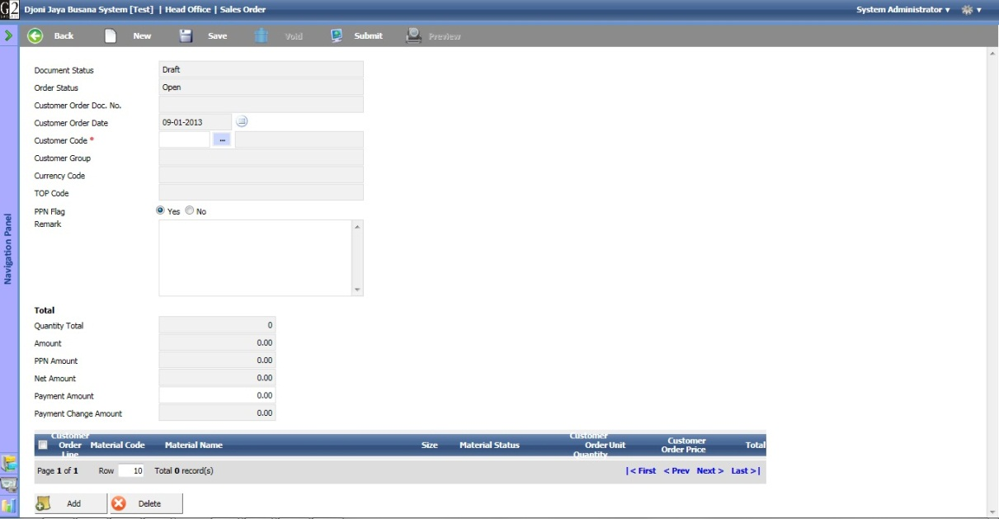 G2 Djoni Jaya Busana System [Test] | Head Office | Sales Order System Administrator
Back New Save Void Submit Preview
Document Status Draft
Order Status Open
Customer Order Doc. No.
Customer Order Date 09-01-2013
Customer Code * ...
Customer Group
Currency Code
TOP Code
PPN Flag Yes No
Remark
Navigation Panel
Total
Quantity Total 0
Amount 0.00
PPN Amount 0.00
Net Amount 0.00
Payment Amount 0.00
Payment Change Amount 0.00
Customer Order Line Material Code Material Name Size Material Status Customer Order Unit Quantity Customer Order Price Total
Page 1 of 1 Row 10 Total 0 record(s) |< First < Prev Next > Last >|
Add Delete